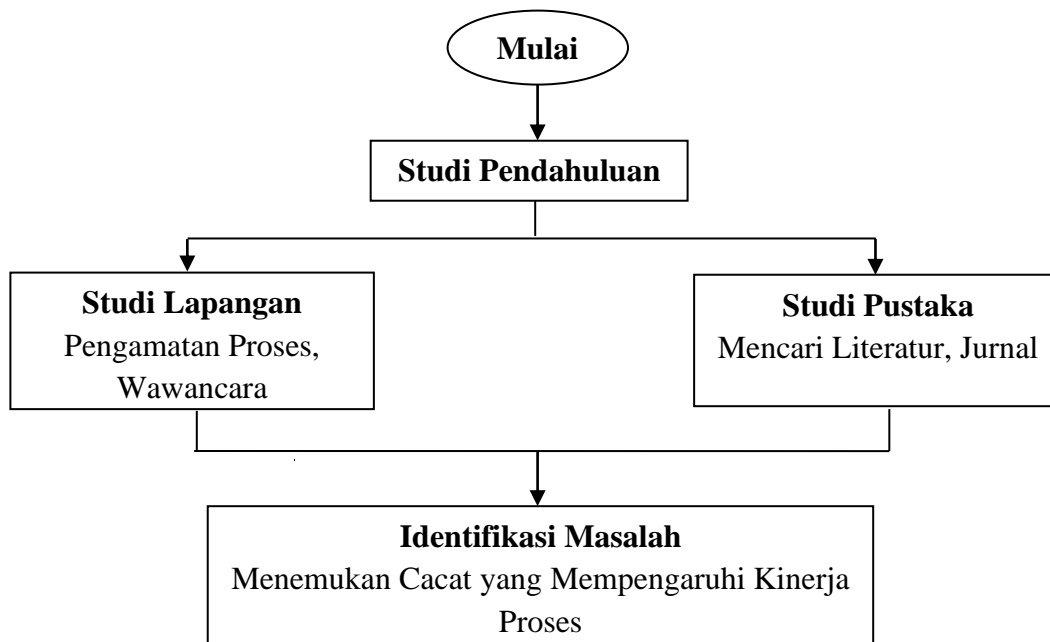 Mulai
Studi Pendahuluan
Studi Lapangan
Pengamatan Proses,
Wawancara
Studi Pustaka
Mencari Literatur, Jurnal
Identifikasi Masalah
Menemukan Cacat yang Mempengaruhi Kinerja
Proses